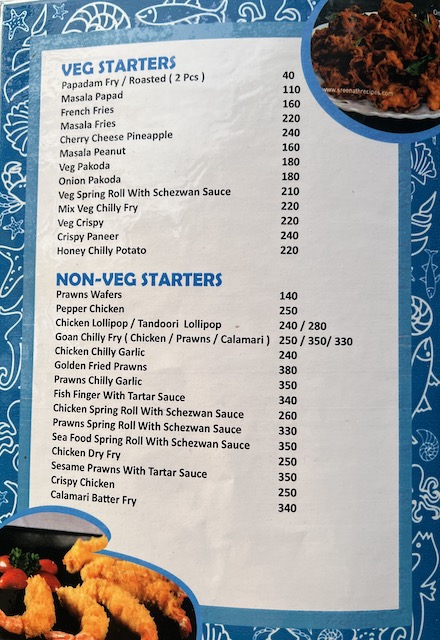 VEG STARTERS
Papadam Fry / Roasted ( 2 Pcs ) 40
Masala Papad 110
French Fries 160
Masala Fries 220
Cherry Cheese Pineapple 240
Masala Peanut 160
Veg Pakoda 180
Onion Pakoda 180
Veg Spring Roll With Schezwan Sauce 210
Mix Veg Chilly Fry 220
Veg Crispy 220
Crispy Paneer 240
Honey Chilly Potato 220
www.sreenathrecipes.com
NON-VEG STARTERS
Prawns Wafers 140
Pepper Chicken 250
Chicken Lollipop / Tandoori Lollipop 240 / 280
Goan Chilly Fry ( Chicken / Prawns / Calamari ) 250 / 350/ 330
Chicken Chilly Garlic 240
Golden Fried Prawns 380
Prawns Chilly Garlic 350
Fish Finger With Tartar Sauce 340
Chicken Spring Roll With Schezwan Sauce 260
Prawns Spring Roll With Schezwan Sauce 330
Sea Food Spring Roll With Schezwan Sauce 350
Chicken Dry Fry 250
Sesame Prawns With Tartar Sauce 350
Crispy Chicken 250
Calamari Batter Fry 340